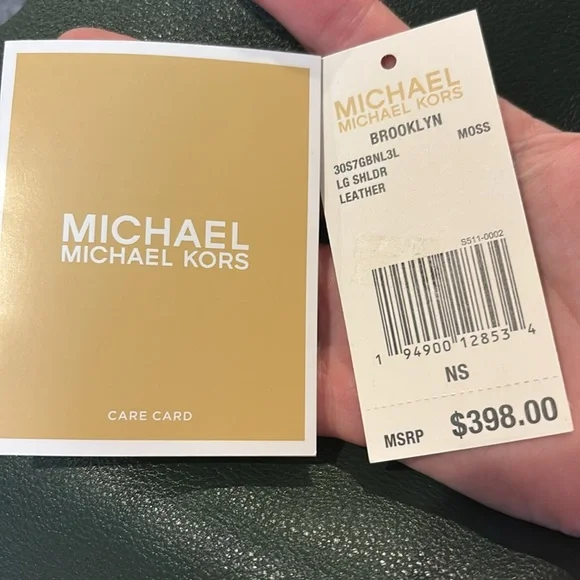 MICHAEL
MICHAEL KORS
CARE CARD
MICHAEL
MICHAEL KORS
BROOKLYN
MOSS
30S7GBNL3L
LG SHLDR
LEATHER
S511-0002
1 94900 12853 4
NS
MSRP $398.00